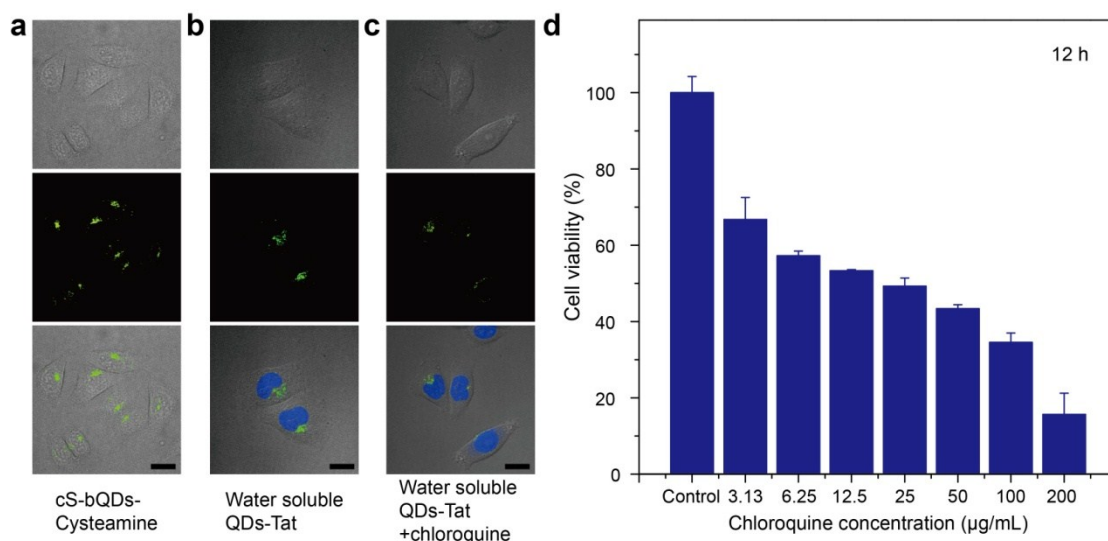 a
b
c
cS-bQDs-
Cysteamine
Water soluble
QDs-Tat
Water soluble
QDs-Tat
+chloroquine
d
12 h
Cell viability (%)
100
80
60
40
20
0
Control 3.13 6.25 12.5 25 50 100 200
Chloroquine concentration (μg/mL)